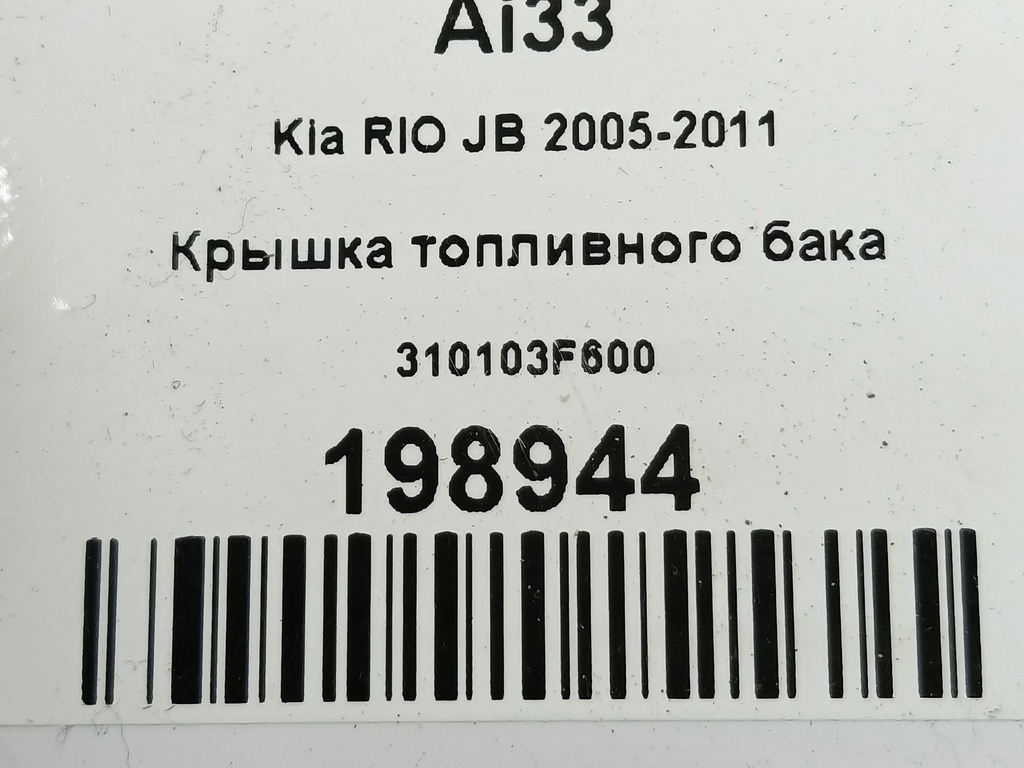 Ai33
Kia RIO JB 2005-2011
Крышка топливного бака
310103F600
198944